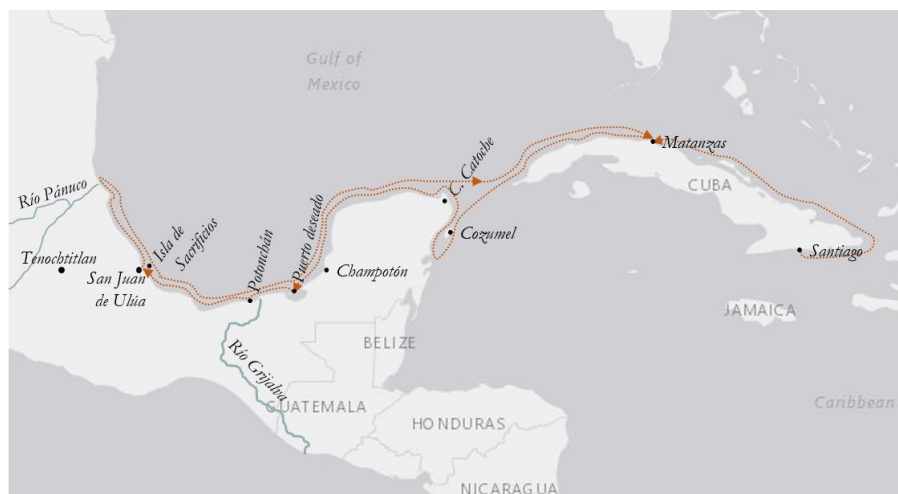 Gulf of
Mexico
C. Catoche
Matanzas
CUBA
Río Pánuco
Isla de
Sacrificios
Puerto deseado
Cozumel
Tenochtitlan
San Juan
de Ulúa
Potonchán
Champotón
Santiago
JAMAICA
BELIZE
Río Grijalva
GUATEMALA
Caribbean
HONDURAS
NICARAGUA